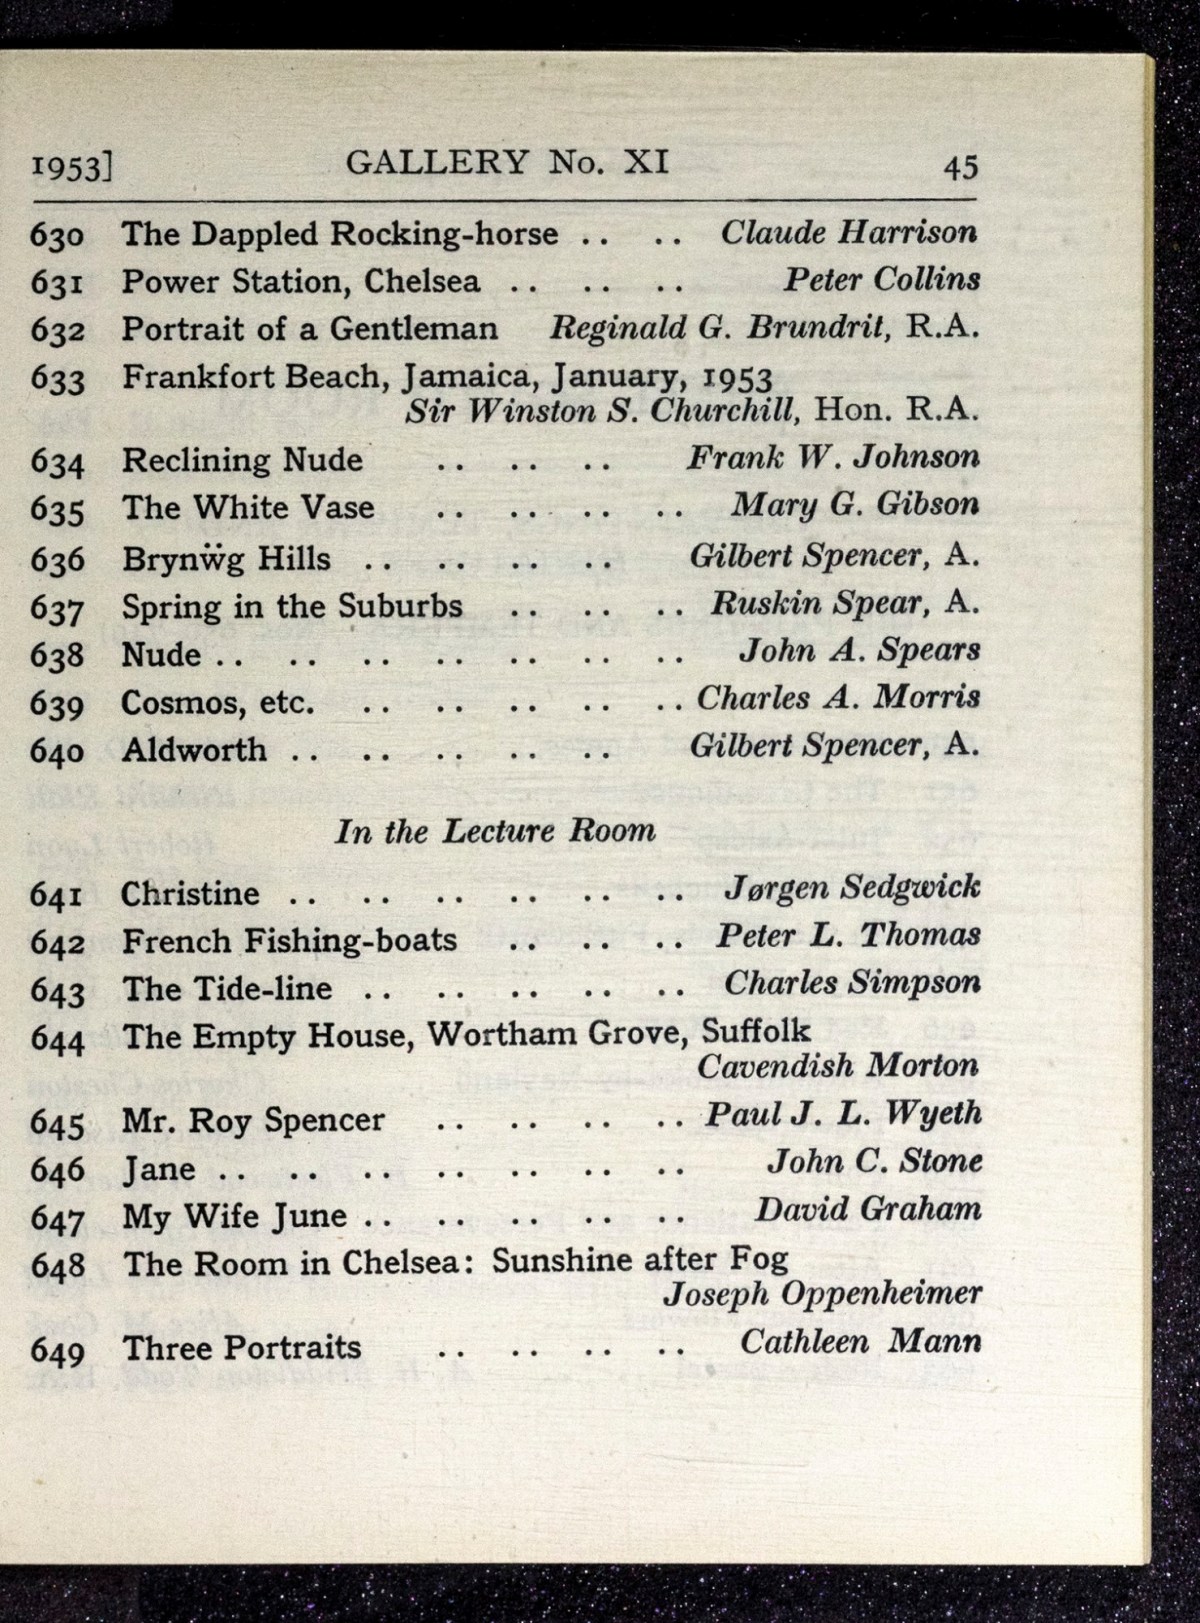 1953] GALLERY No. XI 45
630 The Dappled Rocking-horse .. .. Claude Harrison
631 Power Station, Chelsea .. .. .. Peter Collins
632 Portrait of a Gentleman Reginald G. Brundrit, R.A.
633 Frankfort Beach, Jamaica, January, 1953
Sir Winston S. Churchill, Hon. R.A.
634 Reclining Nude .. .. .. Frank W. Johnson
635 The White Vase .. .. .. .. Mary G. Gibson
636 Brynẅg Hills .. .. .. .. Gilbert Spencer, A.
637 Spring in the Suburbs .. .. .. Ruskin Spear, A.
638 Nude .. .. .. .. .. .. .. John A. Spears
639 Cosmos, etc. .. .. .. .. .. Charles A. Morris
640 Aldworth .. .. .. .. .. Gilbert Spencer, A.
In the Lecture Room
641 Christine .. .. .. .. .. .. Jørgen Sedgwick
642 French Fishing-boats .. .. .. Peter L. Thomas
643 The Tide-line .. .. .. .. .. Charles Simpson
644 The Empty House, Wortham Grove, Suffolk
Cavendish Morton
645 Mr. Roy Spencer .. .. .. .. Paul J. L. Wyeth
646 Jane .. .. .. .. .. .. .. John C. Stone
647 My Wife June .. .. .. .. .. David Graham
648 The Room in Chelsea: Sunshine after Fog
Joseph Oppenheimer
649 Three Portraits .. .. .. .. Cathleen Mann